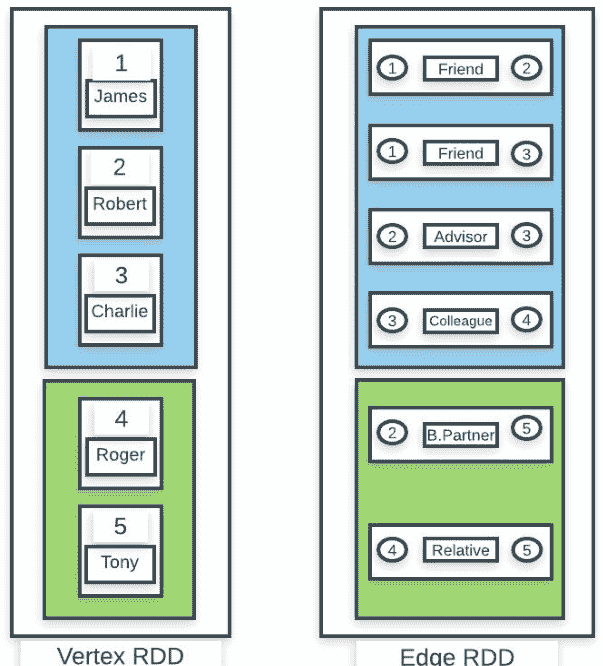 1
James
2
Robert
3
Charlie
4
Roger
5
Tony
Vertex RDD
1 Friend 2
1 Friend 3
2 Advisor 3
3 Colleague 4
2 B.Partner 5
4 Relative 5
Edge RDD